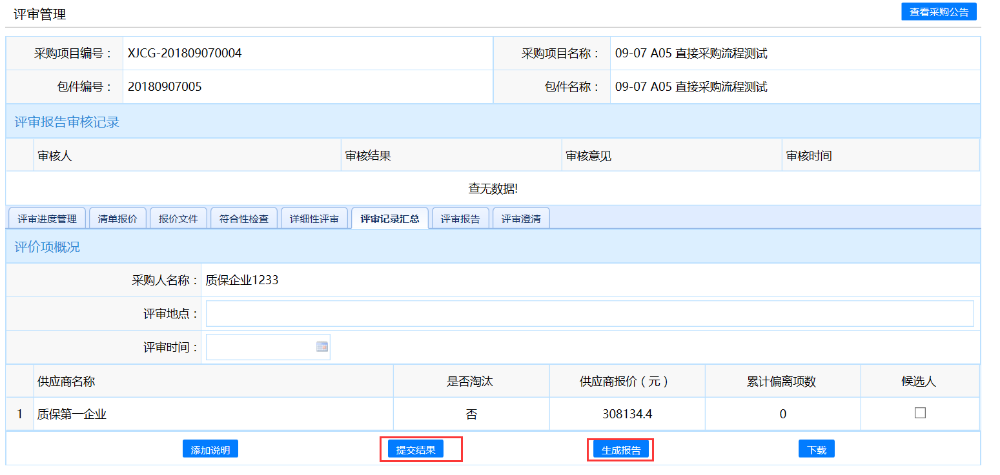 评审管理 查看采购公告
采购项目编号： XJCG-201809070004 采购项目名称： 09-07 A05 直接采购流程测试
包件编号： 20180907005 包件名称： 09-07 A05 直接采购流程测试
评审报告审核记录
审核人 审核结果 审核意见 审核时间
查无数据!
评审进度管理 清单报价 报价文件 符合性检查 详细性评审 评审记录汇总 评审报告 评审澄清
评价项概况
采购人名称： 质保企业1233
评审地点：
评审时间：
供应商名称 是否淘汰 供应商报价（元） 累计偏离项数 候选人
1 质保第一企业 否 308134.4 0
添加说明 提交结果 生成报告 下载